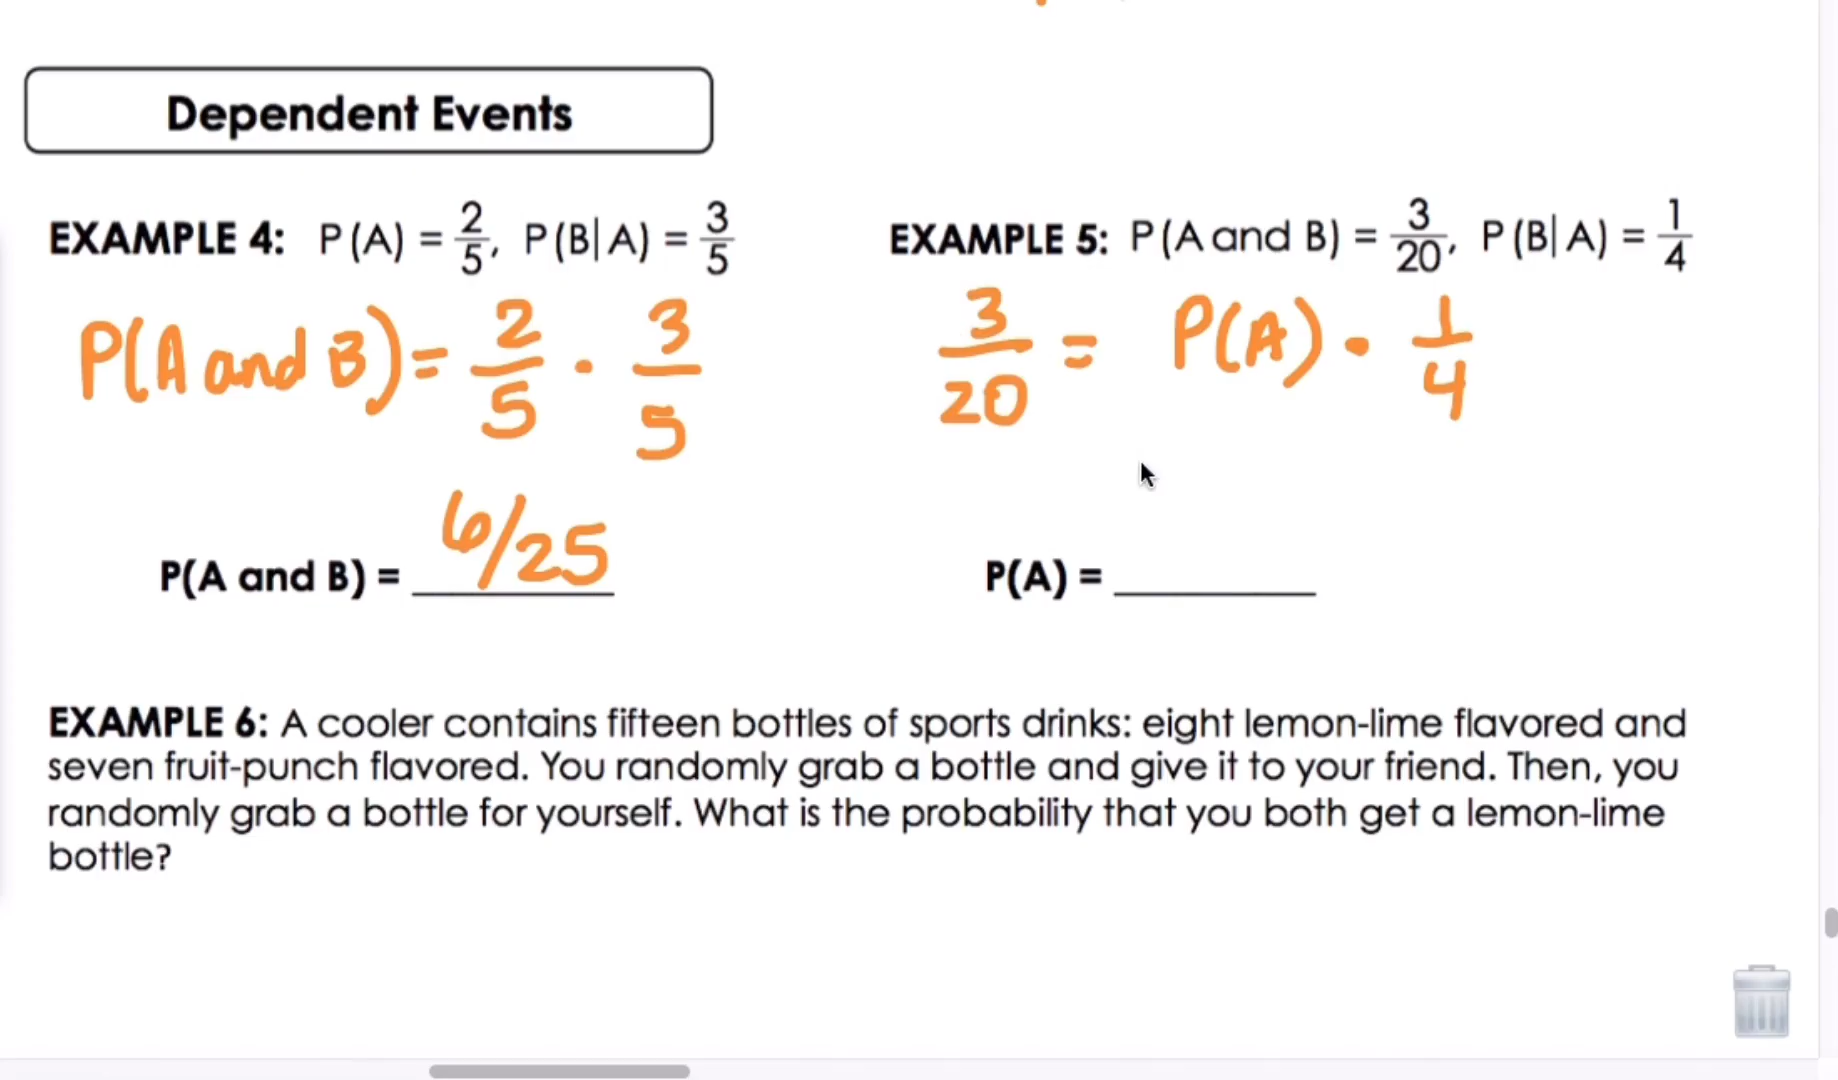 Dependent Events
EXAMPLE 4: P(A) = 2/5, P(B|A) = 3/5
P(A and B) = 2/5 · 3/5
P(A and B) = 6/25
EXAMPLE 5: P(A and B) = 3/20, P(B|A) = 1/4
3/20 = P(A) · 1/4
P(A) = ________
EXAMPLE 6: A cooler contains fifteen bottles of sports drinks: eight lemon-lime flavored and
seven fruit-punch flavored. You randomly grab a bottle and give it to your friend. Then, you
randomly grab a bottle for yourself. What is the probability that you both get a lemon-lime
bottle?